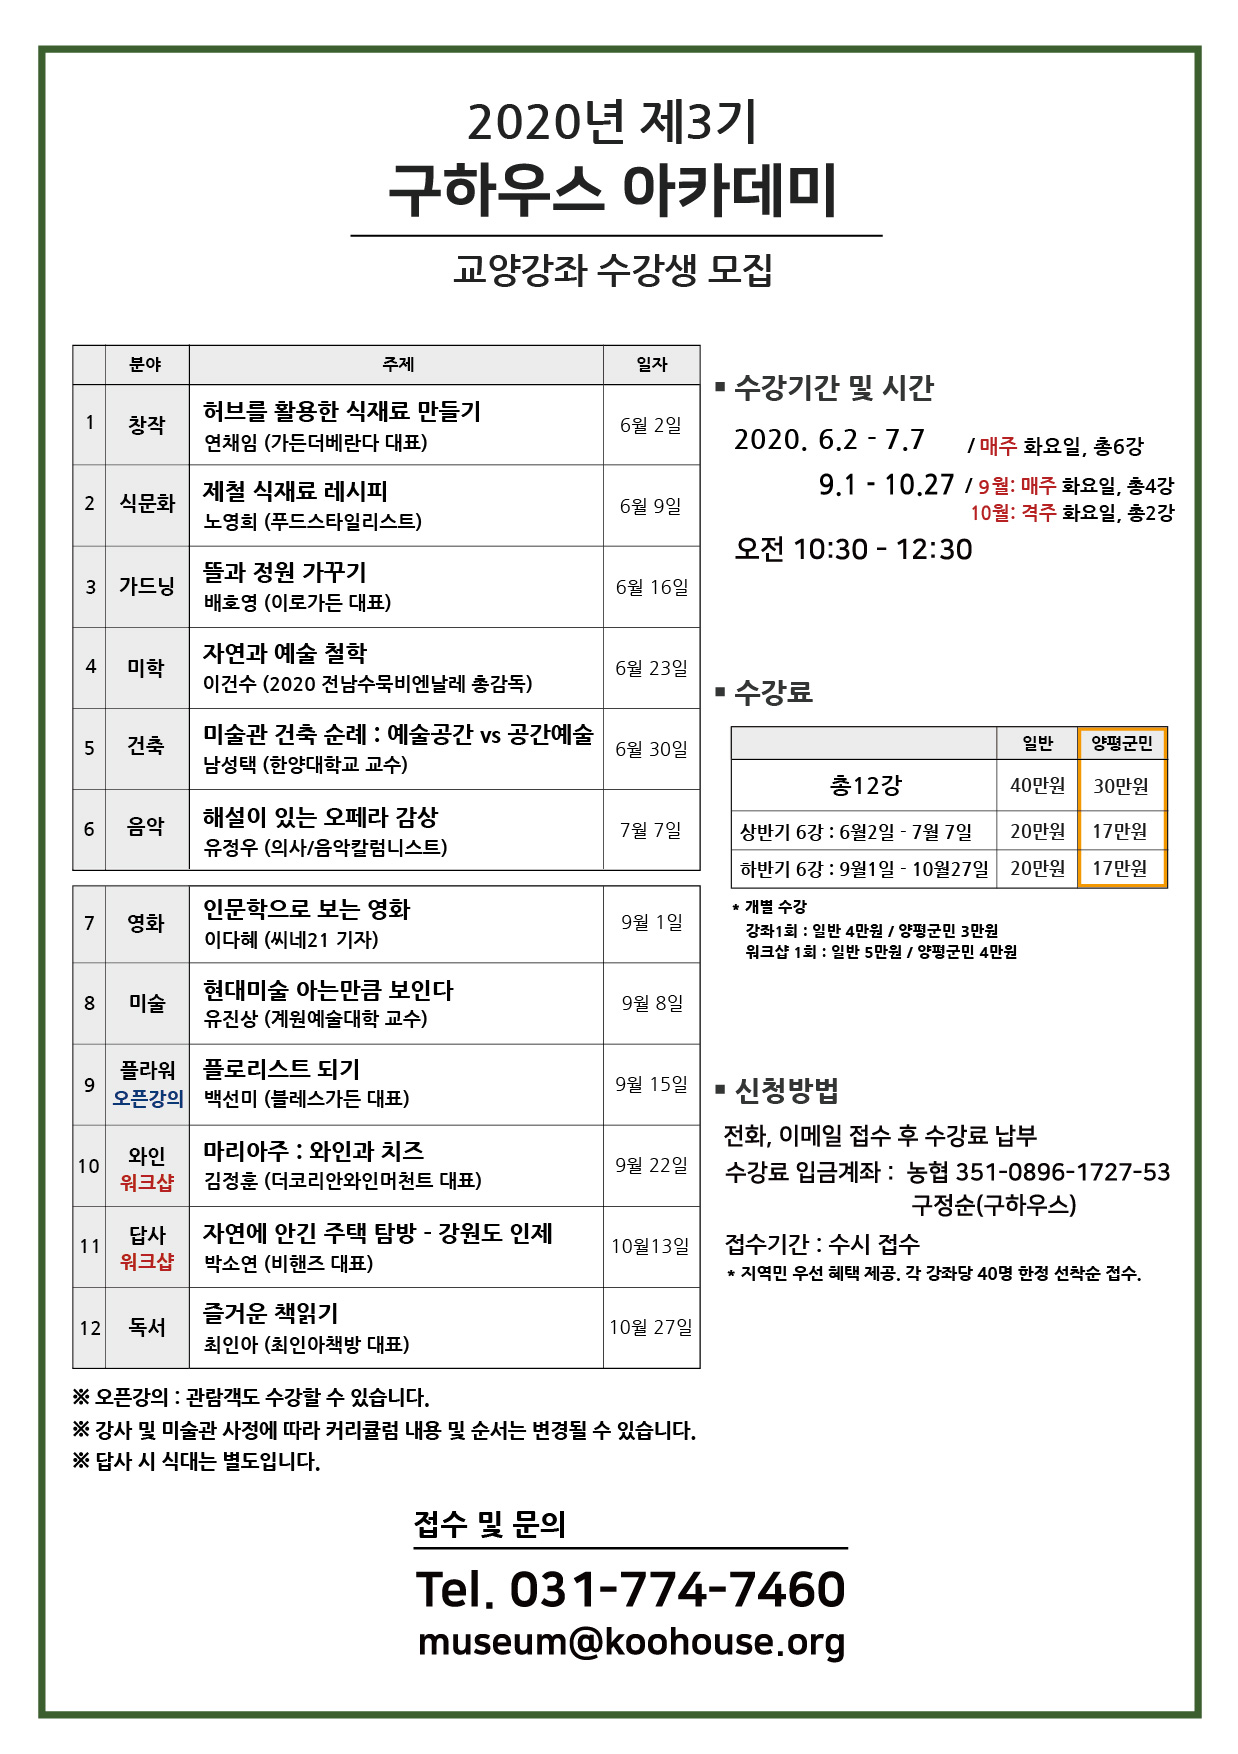 2020년 제3기
구하우스 아카데미
교양강좌 수강생 모집
분야 주제 일자
1 창작 허브를 활용한 식재료 만들기 6월 2일
연채임 (가든더베란다 대표)
2 식문화 제철 식재료 레시피 6월 9일
노영희 (푸드스타일리스트)
3 가드닝 뜰과 정원 가꾸기 6월 16일
배호영 (이로가든 대표)
4 미학 자연과 예술 철학 6월 23일
이건수 (2020 전남수묵비엔날레 총감독)
5 건축 미술관 건축 순례 : 예술공간 vs 공간예술 6월 30일
남성택 (한양대학교 교수)
6 음악 해설이 있는 오페라 감상 7월 7일
유정우 (의사/음악칼럼니스트)
7 영화 인문학으로 보는 영화 9월 1일
이다혜 (씨네21 기자)
8 미술 현대미술 아는만큼 보인다 9월 8일
유진상 (계원예술대학 교수)
9 플라워 플로리스트 되기 9월 15일
오픈강의 백선미 (블레스가든 대표)
10 와인 마리아주 : 와인과 치즈 9월 22일
워크샵 김정훈 (더코리안와인머천트 대표)
11 답사 자연에 안긴 주택 탐방 - 강원도 인제 10월13일
워크샵 박소연 (비핸즈 대표)
12 독서 즐거운 책읽기 10월 27일
최인아 (최인아책방 대표)
※ 오픈강의 : 관람객도 수강할 수 있습니다.
※ 강사 및 미술관 사정에 따라 커리큘럼 내용 및 순서는 변경될 수 있습니다.
※ 답사 시 식대는 별도입니다.
▪ 수강기간 및 시간
2020. 6.2 - 7.7 / 매주 화요일, 총6강
9.1 - 10.27 / 9월: 매주 화요일, 총4강
10월: 격주 화요일, 총2강
오전 10:30 - 12:30
▪ 수강료
일반 양평군민
총12강 40만원 30만원
상반기 6강 : 6월2일 - 7월 7일 20만원 17만원
하반기 6강 : 9월1일 - 10월27일 20만원 17만원
* 개별 수강
강좌1회 : 일반 4만원 / 양평군민 3만원
워크샵 1회 : 일반 5만원 / 양평군민 4만원
▪ 신청방법
전화, 이메일 접수 후 수강료 납부
수강료 입금계좌 : 농협 351-0896-1727-53
구정순(구하우스)
접수기간 : 수시 접수
* 지역민 우선 혜택 제공. 각 강좌당 40명 한정 선착순 접수.
접수 및 문의
Tel. 031-774-7460
museum@koohouse.org